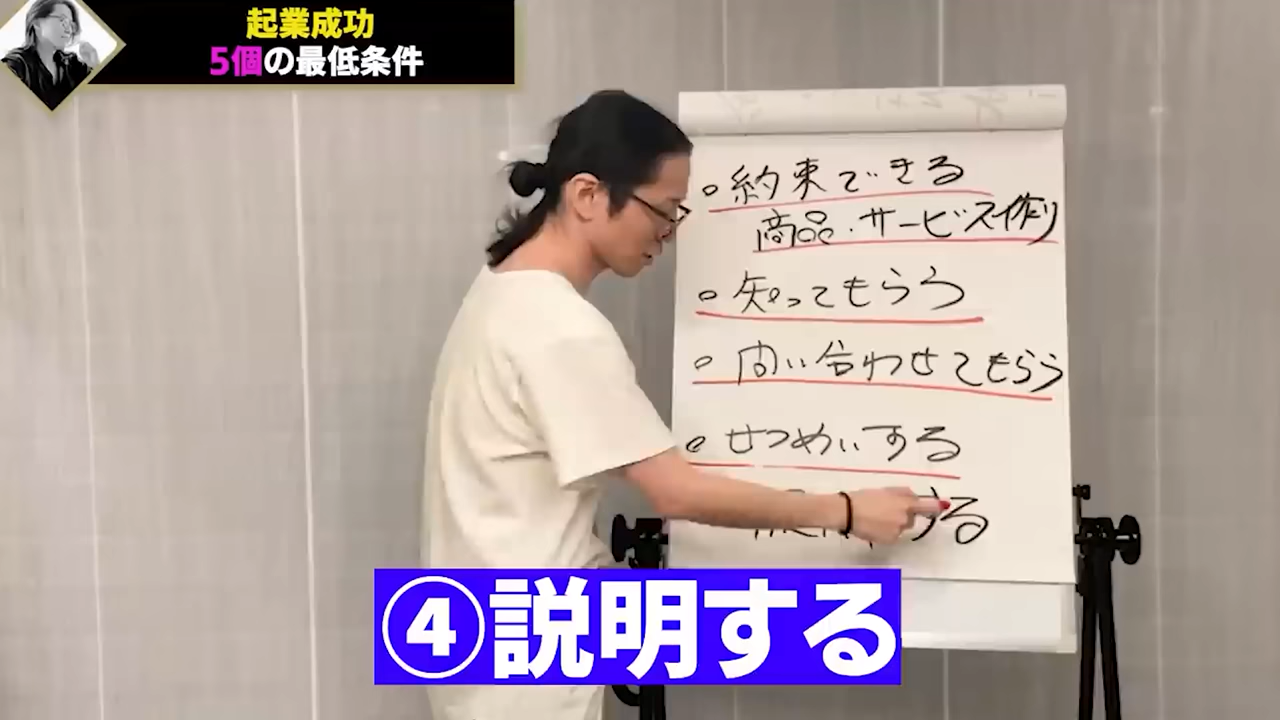 起業成功
5個の最低条件
• 約束できる
商品・サービス作り
• 知ってもらう
• 問い合わせてもらう
• せつめいする
する
④説明する